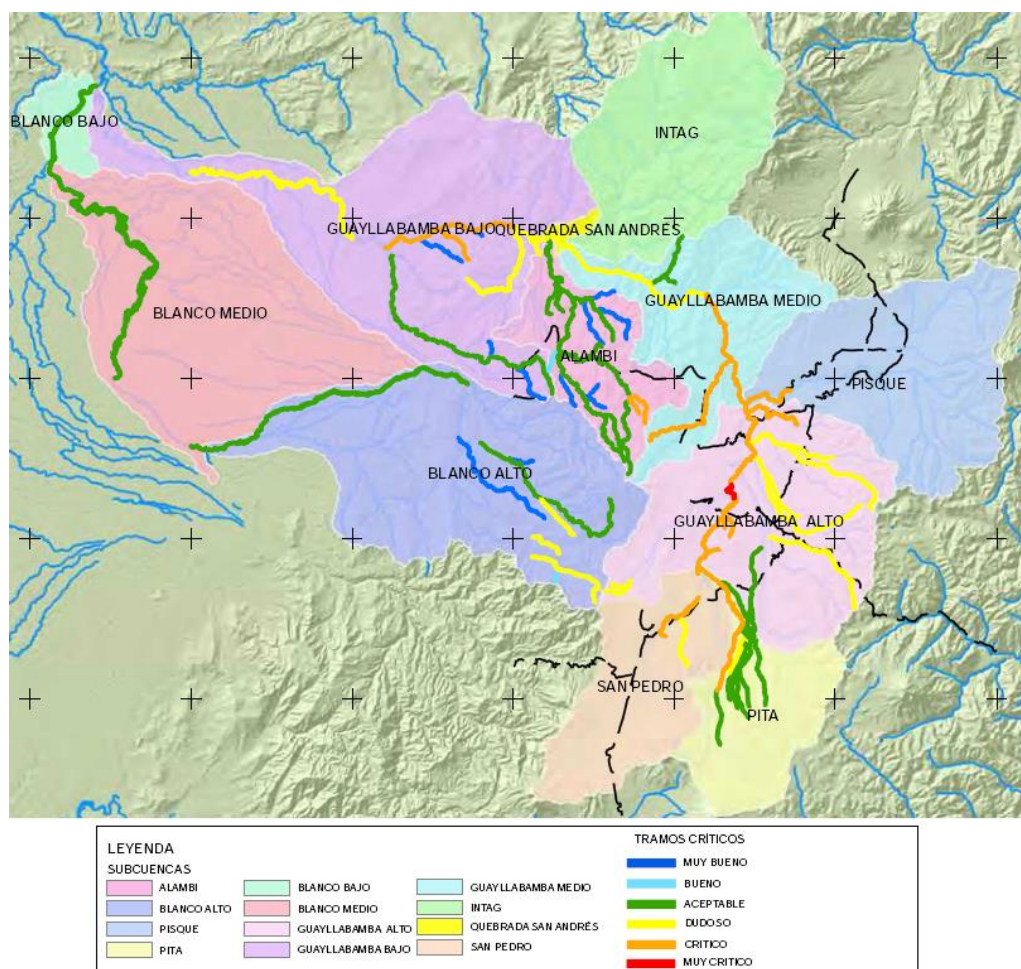 BLANCO BAJO
INTAG
GUAYLLABAMBA BAJO
QUEBRADA SAN ANDRÉS
GUAYLLABAMBA MEDIO
BLANCO MEDIO
ALAMBI
PISQUE
BLANCO ALTO
GUAYLLABAMBA ALTO
SAN PEDRO
PITA
LEYENDA
SUBCUENCAS
ALAMBI
BLANCO ALTO
PISQUE
PITA
BLANCO BAJO
BLANCO MEDIO
GUAYLLABAMBA ALTO
GUAYLLABAMBA BAJO
GUAYLLABAMBA MEDIO
INTAG
QUEBRADA SAN ANDRÉS
SAN PEDRO
TRAMOS CRÍTICOS
MUY BUENO
BUENO
ACEPTABLE
DUDOSO
CRITICO
MUY CRITICO